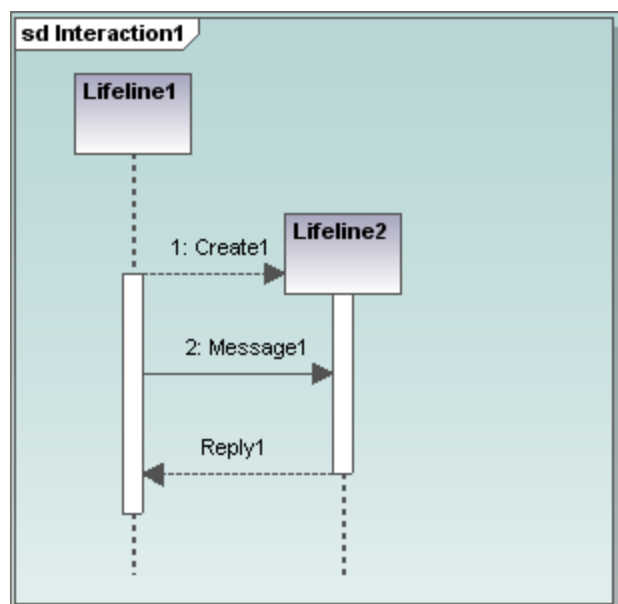 sd Interaction1
Lifeline1
Lifeline2
1: Create1
2: Message1
Reply1